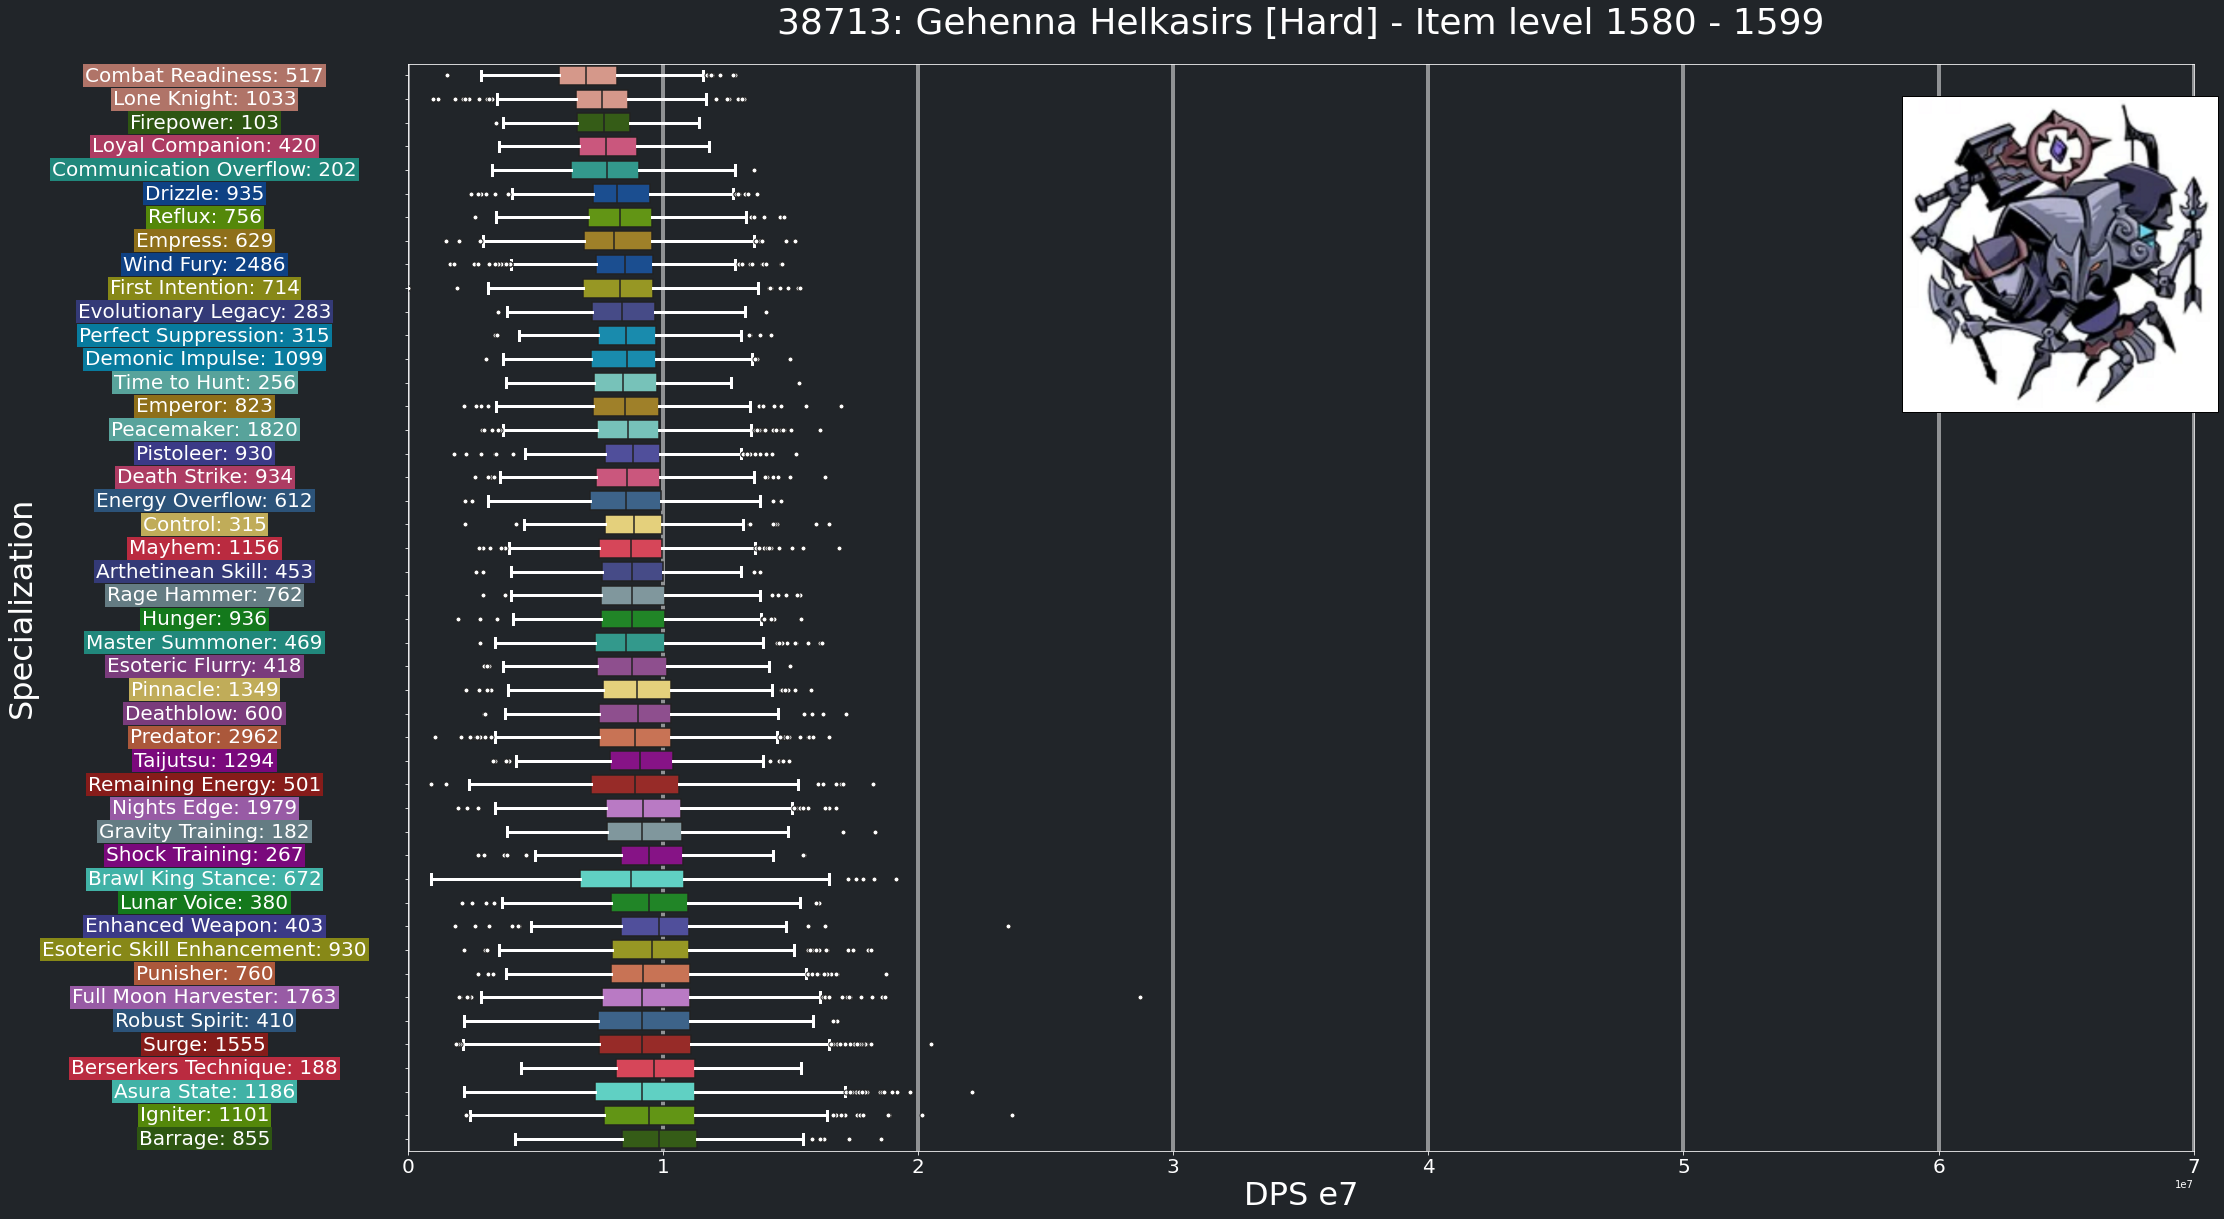 38713: Gehenna Helkasirs [Hard] - Item level 1580 - 1599
Combat Readiness: 517
Lone Knight: 1033
Firepower: 103
Loyal Companion: 420
Communication Overflow: 202
Drizzle: 935
Reflux: 756
Empress: 629
Wind Fury: 2486
First Intention: 714
Evolutionary Legacy: 283
Perfect Suppression: 315
Demonic Impulse: 1099
Time to Hunt: 256
Emperor: 823
Peacemaker: 1820
Pistoleer: 930
Death Strike: 934
Energy Overflow: 612
Control: 315
Mayhem: 1156
Arthetinean Skill: 453
Rage Hammer: 762
Hunger: 936
Master Summoner: 469
Esoteric Flurry: 418
Pinnacle: 1349
Deathblow: 600
Predator: 2962
Taijutsu: 1294
Remaining Energy: 501
Nights Edge: 1979
Gravity Training: 182
Shock Training: 267
Brawl King Stance: 672
Lunar Voice: 380
Enhanced Weapon: 403
Esoteric Skill Enhancement: 930
Punisher: 760
Full Moon Harvester: 1763
Robust Spirit: 410
Surge: 1555
Berserkers Technique: 188
Asura State: 1186
Igniter: 1101
Barrage: 855
Specialization
0 1 2 3 4 5 6 7
1e7
DPS e7